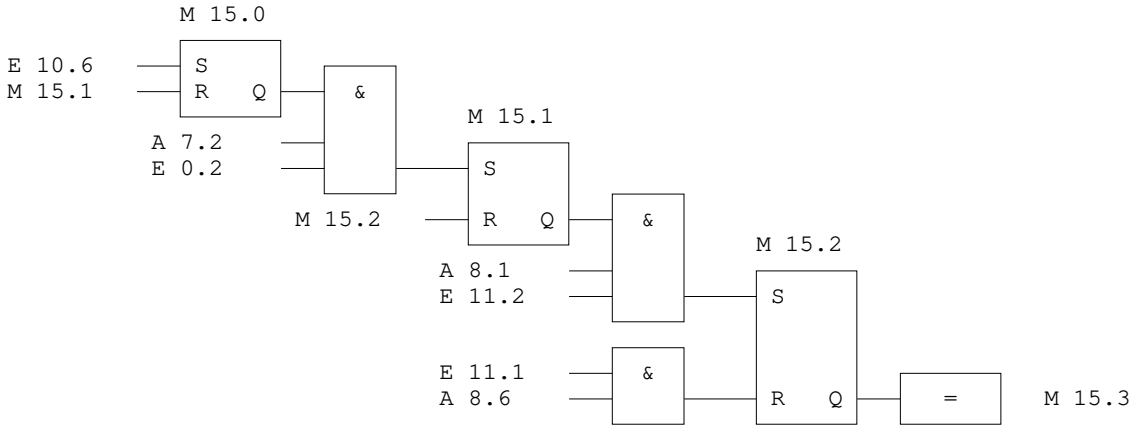 M 15.0
E 10.6 S
M 15.1 R Q &
M 15.1
A 7.2
E 0.2 S
M 15.2 R Q &
M 15.2
A 8.1
E 11.2 S
E 11.1 &
A 8.6 R Q = M 15.3